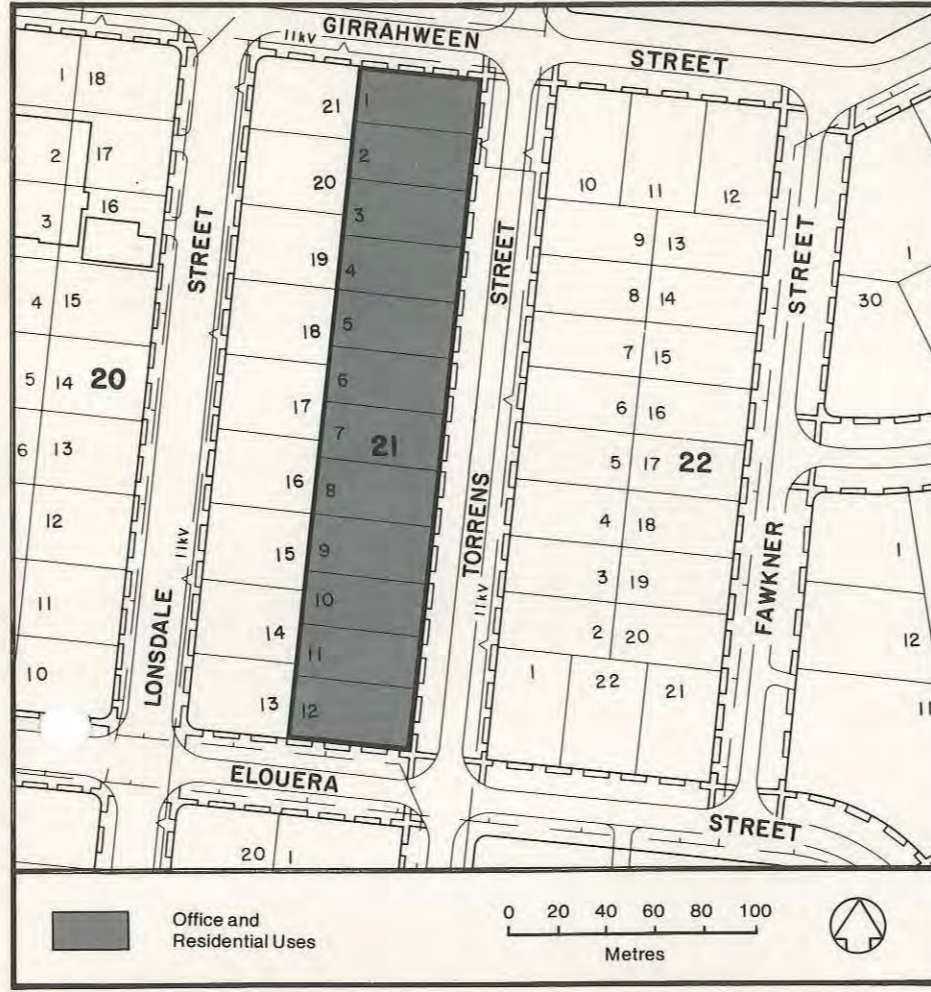 GIRRAHWEEN
STREET
11kV
STREET
STREET
STREET
LONSDALE
11kV
TORRENS
11kV
FAWKNER
ELOUERA
STREET
1 18
2 17
3 16
4 15
5 14 20
6 13
12
11
10
21 1
20 2
19 3
4
18 5
17 6
7 21
16 8
15 9
10
14 11
13 12
10 11 12
9 13
8 14
7 15
6 16
5 17 22
4 18
3 19
2 20
1 22 21
1
30
1
12
11
20 1
Office and
Residential Uses
0 20 40 60 80 100
Metres